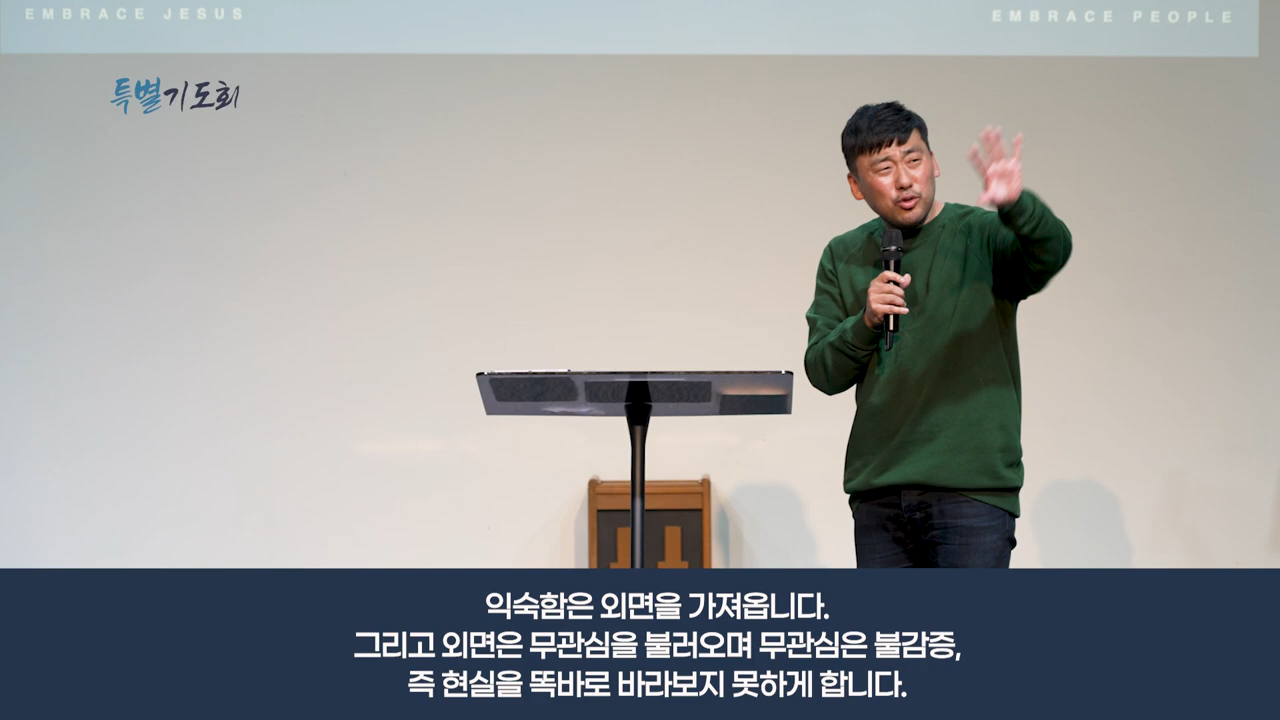 EMBRACE JESUS
EMBRACE PEOPLE
특별기도회
익숙함은 외면을 가져옵니다.
그리고 외면은 무관심을 불러오며 무관심은 불감증,
즉 현실을 똑바로 바라보지 못하게 합니다.